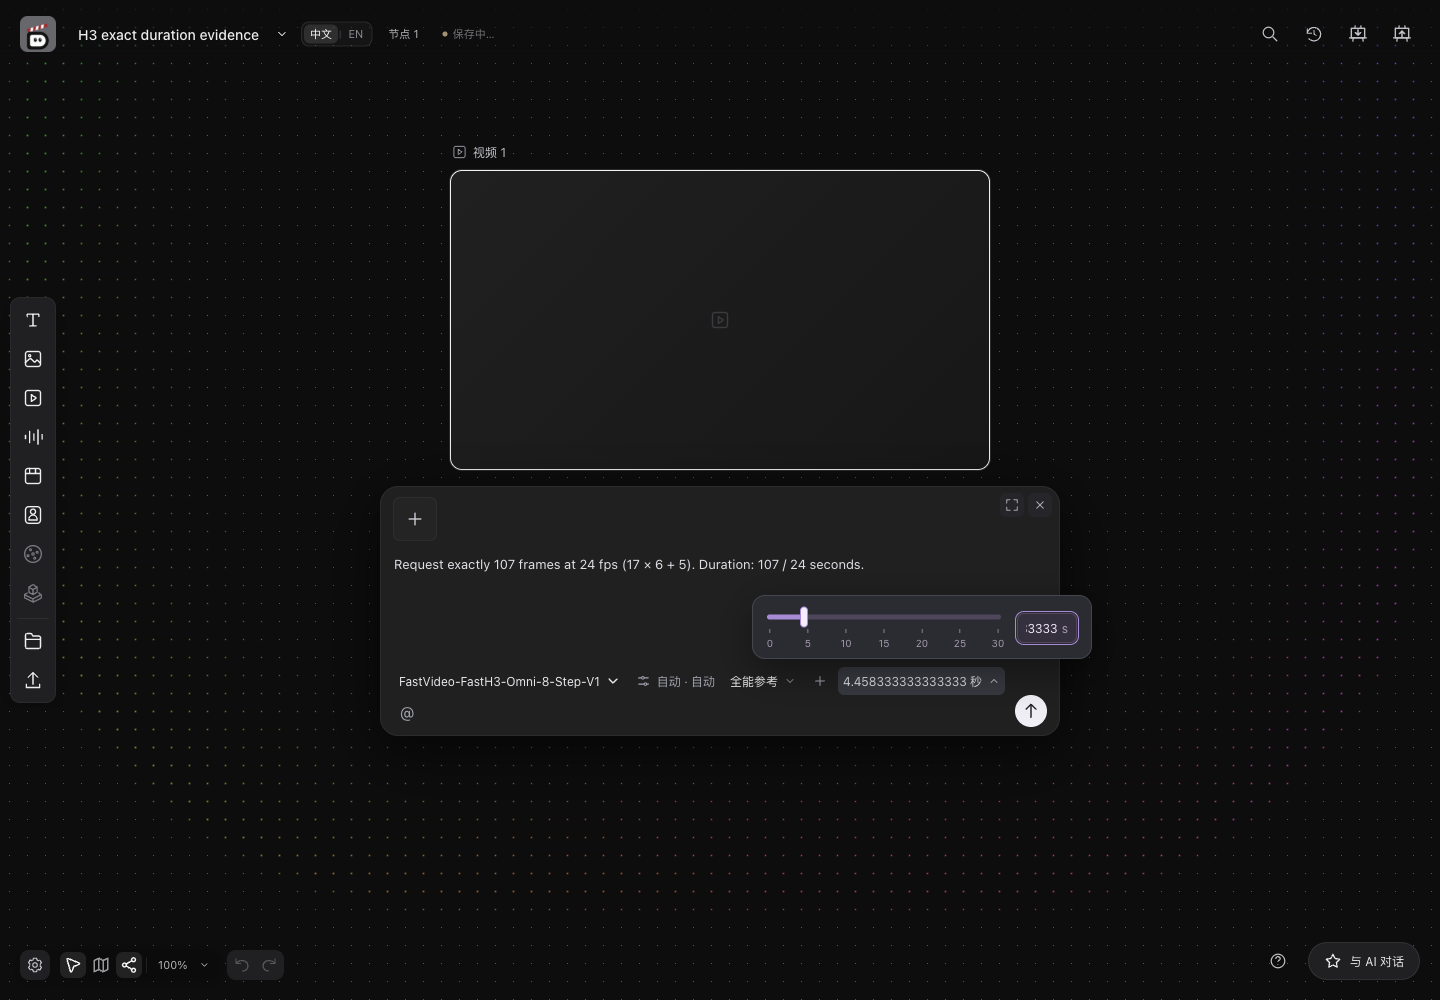 H3 exact duration evidence
中文 EN
节点 1
保存中...
视频 1
Request exactly 107 frames at 24 fps (17 × 6 + 5). Duration: 107 / 24 seconds.
3333 s
0 5 10 15 20 25 30
FastVideo-FastH3-Omni-8-Step-V1
自动 · 自动
全能参考
4.458333333333333 秒
@
100%
与 AI 对话